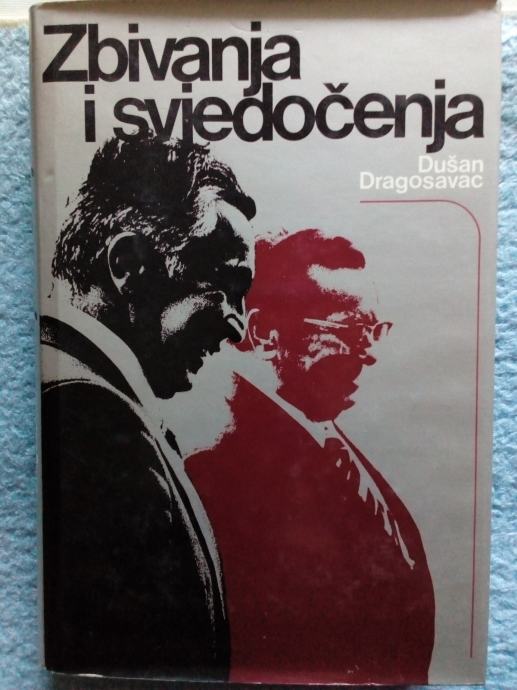 Zbivanja
i svjedočenja
Dušan
Dragosavac